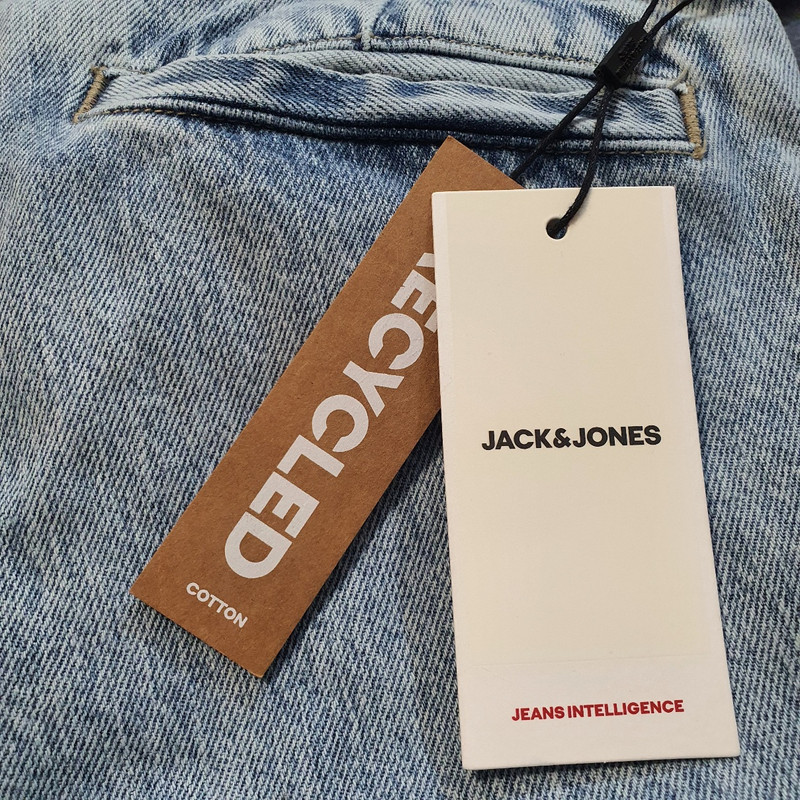 RECYCLED
COTTON
JACK&JONES
JEANS INTELLIGENCE